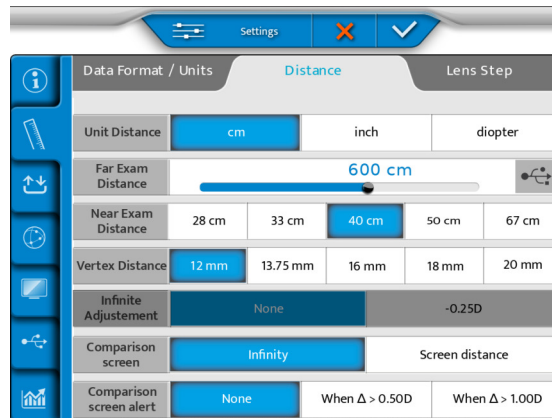 Settings
Data Format / Units Distance Lens Step
Unit Distance cm inch diopter
Far Exam Distance 600 cm
Near Exam Distance 28 cm 33 cm 40 cm 50 cm 67 cm
Vertex Distance 12 mm 13.75 mm 16 mm 18 mm 20 mm
Infinite Adjustement None -0.25D
Comparison screen Infinity Screen distance
Comparison screen alert None When Δ > 0.50D When Δ > 1.00D